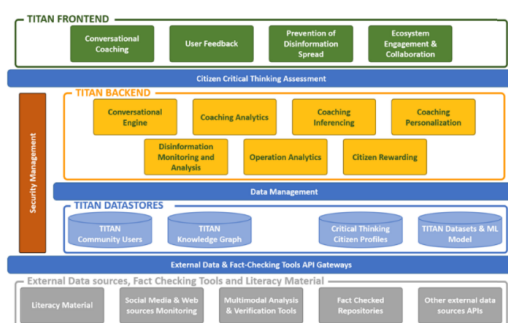 TITAN FRONTEND
Conversational
Coaching
User Feedback
Prevention of
Disinformation
Spread
Ecosystem
Engagement &
Collaboration
Citizen Critical Thinking Assessment
Security Management
TITAN BACKEND
Conversational
Engine
Coaching Analytics
Coaching
Inferencing
Coaching
Personalization
Disinformation
Monitoring and
Analysis
Operation Analytics
Citizen Rewarding
Data Management
TITAN DATASTORES
TITAN
Community Users
TITAN
Knowledge Graph
Critical Thinking
Citizen Profiles
TITAN Datasets & ML
Model
External Data & Fact-Checking Tools API Gateways
External Data sources, Fact Checking Tools and Literacy Material
Literacy Material
Social Media & Web
sources Monitoring
Multimodal Analysis
& Verification Tools
Fact Checked
Repositories
Other external data
sources APIs